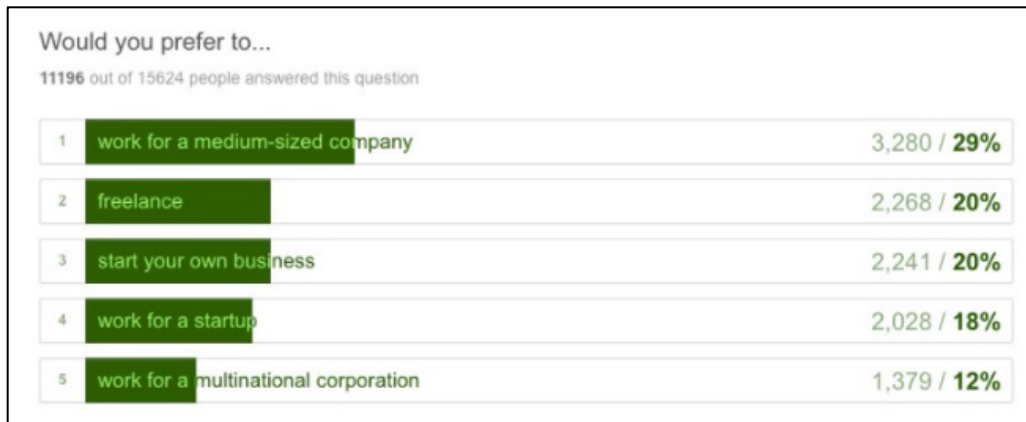 Would you prefer to...
11196 out of 15624 people answered this question
1 work for a medium-sized company 3,280 / 29%
2 freelance 2,268 / 20%
3 start your own business 2,241 / 20%
4 work for a startup 2,028 / 18%
5 work for a multinational corporation 1,379 / 12%